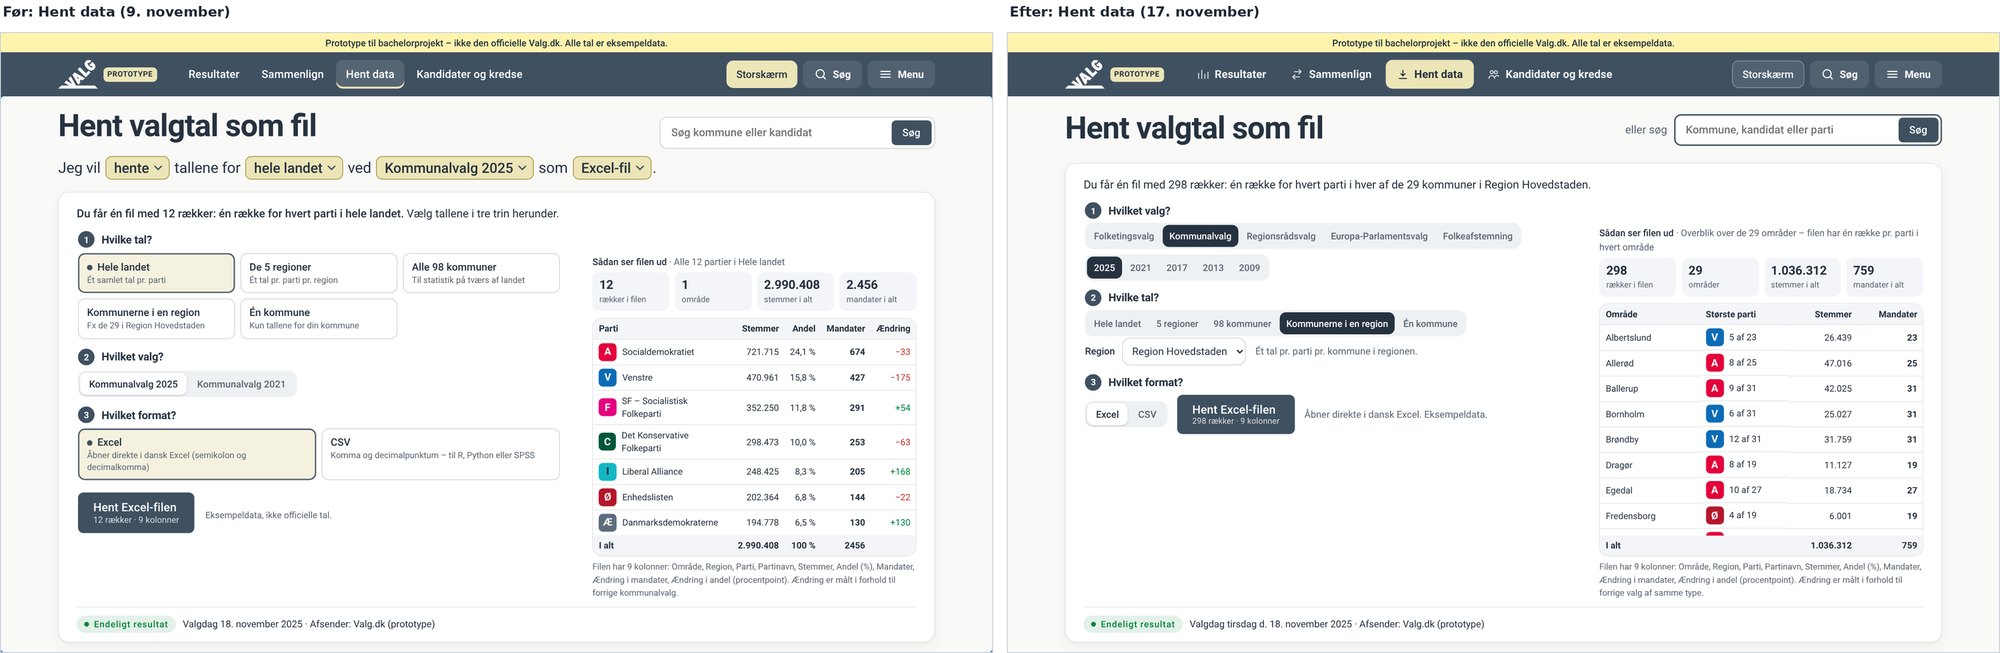 Før: Hent data (9. november)
Prototype til bachelorprojekt – ikke den officielle Valg.dk. Alle tal er eksempeldata.
VALG PROTOTYPE Resultater Sammenlign Hent data Kandidater og kredse Storskærm Søg Menu
Hent valgtal som fil
Søg kommune eller kandidat Søg
Jeg vil hente tallene for hele landet ved Kommunalvalg 2025 som Excel-fil .
Du får én fil med 12 rækker: én række for hvert parti i hele landet. Vælg tallene i tre trin herunder.
1 Hvilke tal?
Hele landet
Ét samlet tal pr. parti
De 5 regioner
Ét tal pr. parti pr. region
Alle 98 kommuner
Til statistik på tværs af landet
Kommunerne i en region
Fx de 29 i Region Hovedstaden
Én kommune
Kun tallene for din kommune
2 Hvilket valg?
Kommunalvalg 2025 Kommunalvalg 2021
3 Hvilket format?
Excel
Åbner direkte i dansk Excel (semikolon og
decimalkomma)
CSV
Komma og decimalpunktum – til R, Python eller SPSS
Hent Excel-filen
12 rækker · 9 kolonner
Eksempeldata, ikke officielle tal.
Sådan ser filen ud · Alle 12 partier i Hele landet
12
rækker i filen
1
område
2.990.408
stemmer i alt
2.456
mandater i alt
Parti Stemmer Andel Mandater Ændring
A Socialdemokratiet 721.715 24,1 % 674 −33
V Venstre 470.961 15,8 % 427 −175
F SF – Socialistisk
Folkeparti 352.250 11,8 % 291 +54
C Det Konservative
Folkeparti 298.473 10,0 % 253 −63
I Liberal Alliance 248.425 8,3 % 205 +168
Ø Enhedslisten 202.364 6,8 % 144 −22
Æ Danmarksdemokraterne 194.778 6,5 % 130 +130
I alt 2.990.408 100 % 2456
Filen har 9 kolonner: Område, Region, Parti, Partinavn, Stemmer, Andel (%), Mandater,
Ændring i mandater, Ændring i andel (procentpoint). Ændring er målt i forhold til
forrige kommunalvalg.
Endeligt resultat Valgdag 18. november 2025 · Afsender: Valg.dk (prototype)
Efter: Hent data (17. november)
Prototype til bachelorprojekt – ikke den officielle Valg.dk. Alle tal er eksempeldata.
VALG PROTOTYPE Resultater Sammenlign Hent data Kandidater og kredse Storskærm Søg Menu
Hent valgtal som fil
eller søg Kommune, kandidat eller parti Søg
Du får én fil med 298 rækker: én række for hvert parti i hver af de 29 kommuner i Region Hovedstaden.
1 Hvilket valg?
Folketingsvalg Kommunalvalg Regionsrådsvalg Europa-Parlamentsvalg Folkeafstemning
2025 2021 2017 2013 2009
2 Hvilke tal?
Hele landet 5 regioner 98 kommuner Kommunerne i en region Én kommune
Region Region Hovedstaden Ét tal pr. parti pr. kommune i regionen.
3 Hvilket format?
Excel CSV
Hent Excel-filen
298 rækker · 9 kolonner
Åbner direkte i dansk Excel. Eksempeldata.
Sådan ser filen ud · Overblik over de 29 områder – filen har én række pr. parti i
hvert område
298
rækker i filen
29
områder
1.036.312
stemmer i alt
759
mandater i alt
Område Største parti Stemmer Mandater
Albertslund V 5 af 23 26.439 23
Allerød A 8 af 25 47.016 25
Ballerup A 9 af 31 42.025 31
Bornholm V 6 af 31 25.027 31
Brøndby V 12 af 31 31.759 31
Dragør A 8 af 19 11.127 19
Egedal A 10 af 27 18.734 27
Fredensborg Ø 4 af 19 6.001 19
I alt 1.036.312 759
Filen har 9 kolonner: Område, Region, Parti, Partinavn, Stemmer, Andel (%), Mandater,
Ændring i mandater, Ændring i andel (procentpoint). Ændring er målt i forhold til
forrige valg af samme type.
Endeligt resultat Valgdag tirsdag d. 18. november 2025 · Afsender: Valg.dk (prototype)